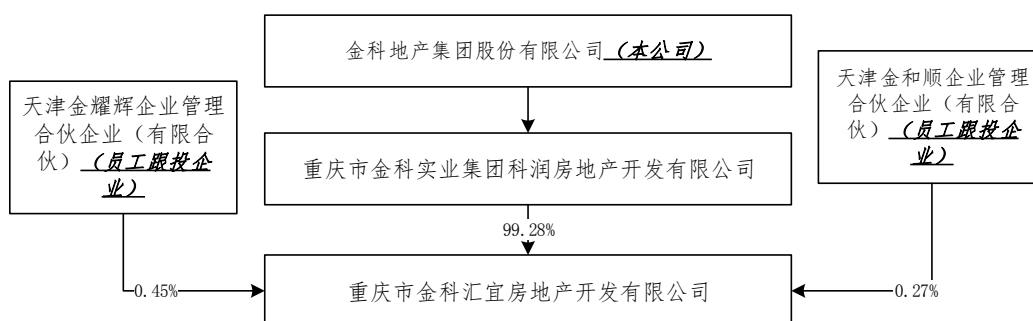 金科地产集团股份有限公司（本公司）
天津金耀辉企业管理
合伙企业（有限合
伙）（员工跟投企
业）
天津金和顺企业管理
合伙企业（有限合
伙）（员工跟投企
业）
重庆市金科实业集团科润房地产开发有限公司
99.28%
0.45%
重庆市金科汇宜房地产开发有限公司
0.27%